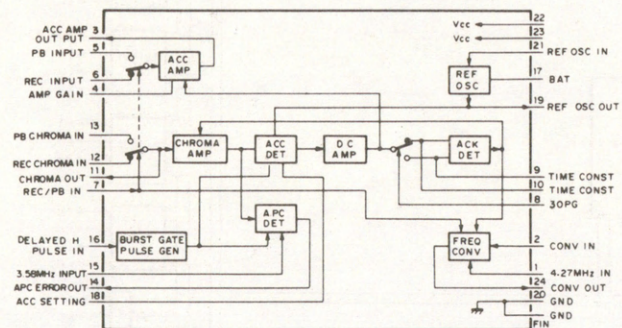 ACC AMP 3
OUT PUT
PB INPUT 5
REC INPUT 6
AMP GAIN 4
PB CHROMA IN 13
REC CHROMA IN 12
CHROMA OUT 11
REC/PB IN 7
DELAYED H 16
PULSE IN
3.58MHz INPUT 15
APC ERROR OUT 14
ACC SETTING 18
ACC
AMP
CHROMA
AMP
ACC
DET
DC
AMP
ACK
DET
APC
DET
BURST GATE
PULSE GEN
REF
OSC
FREQ
CONV
Vcc 22
Vcc 23
21 REF OSC IN
17 BAT
19 REF OSC OUT
9 TIME CONST
10 TIME CONST
8 30PG
2 CONV IN
1 4.27MHz IN
24 CONV OUT
20 GND
GND
FIN